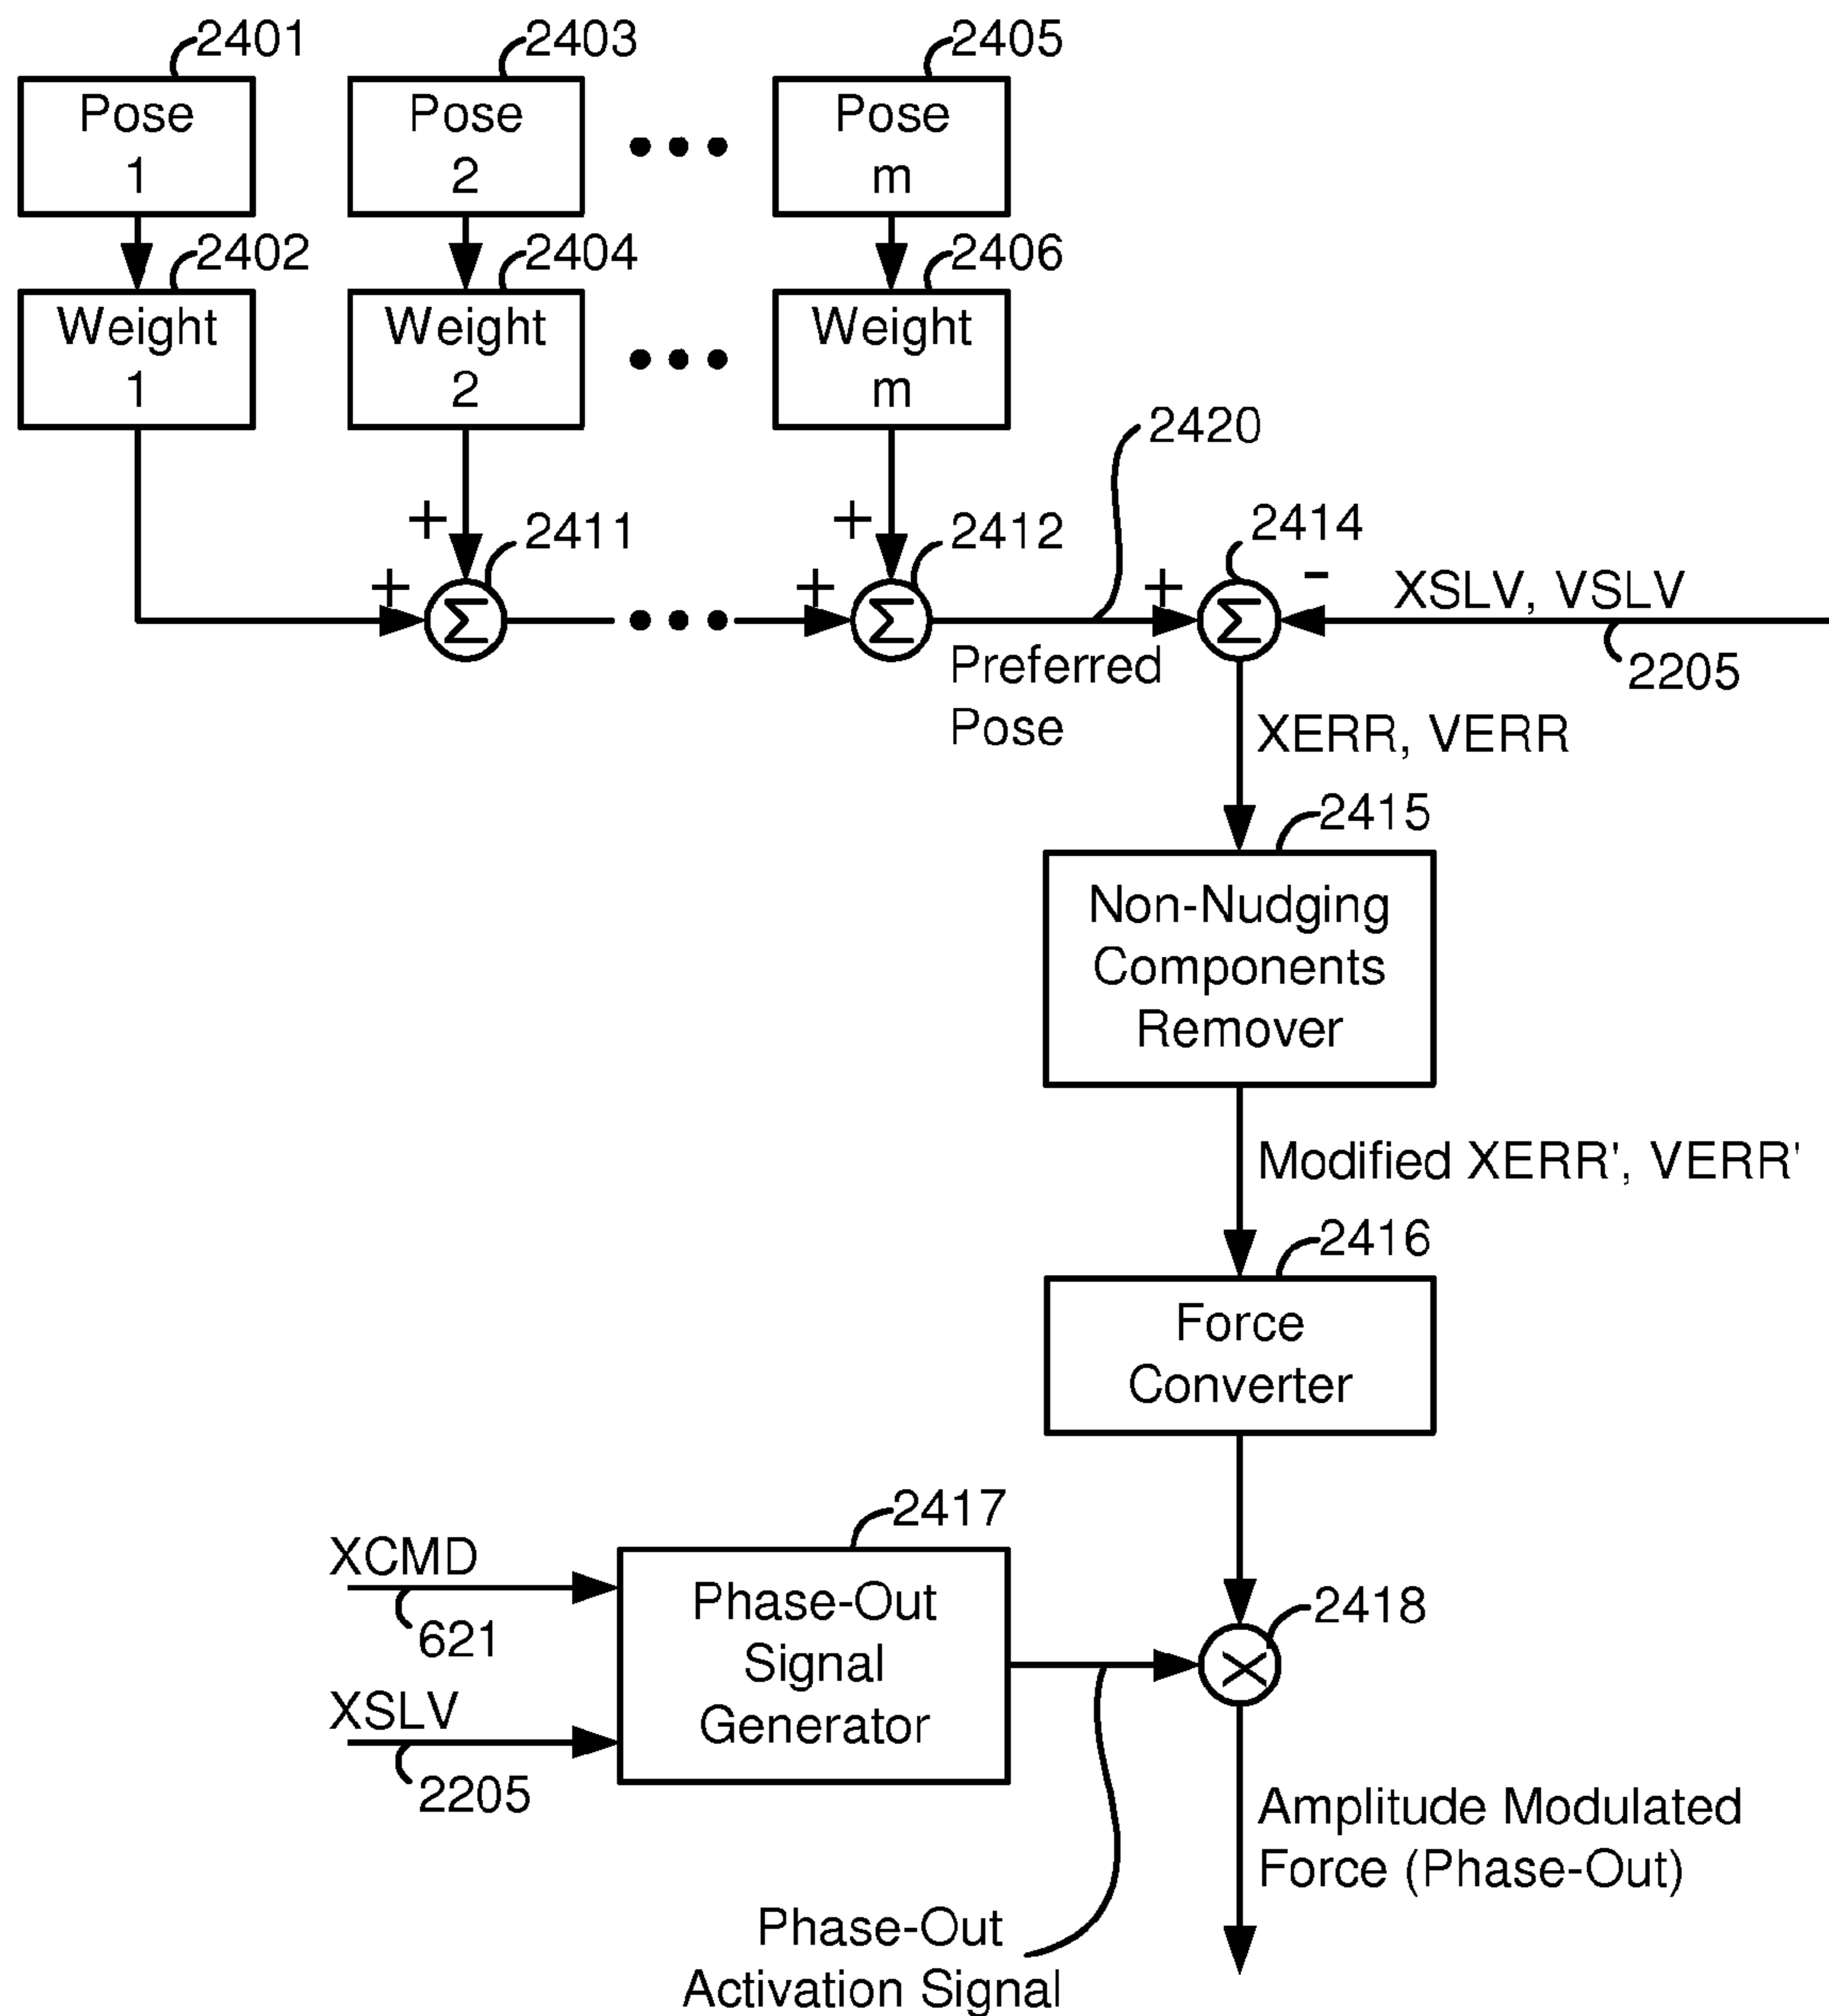 2401
2403
2405
Pose
1
Pose
2
Pose
m
2402
2404
2406
Weight
1
Weight
2
Weight
m
2420
+
2411
+
2412
2414
+
Σ
+
Σ
+
Σ
-
XSLV, VSLV
2205
Preferred
Pose
XERR, VERR
2415
Non-Nudging
Components
Remover
Modified XERR', VERR'
2416
Force
Converter
2417
XCMD
621
XSLV
2205
Phase-Out
Signal
Generator
2418
X
Amplitude Modulated
Force (Phase-Out)
Phase-Out
Activation Signal